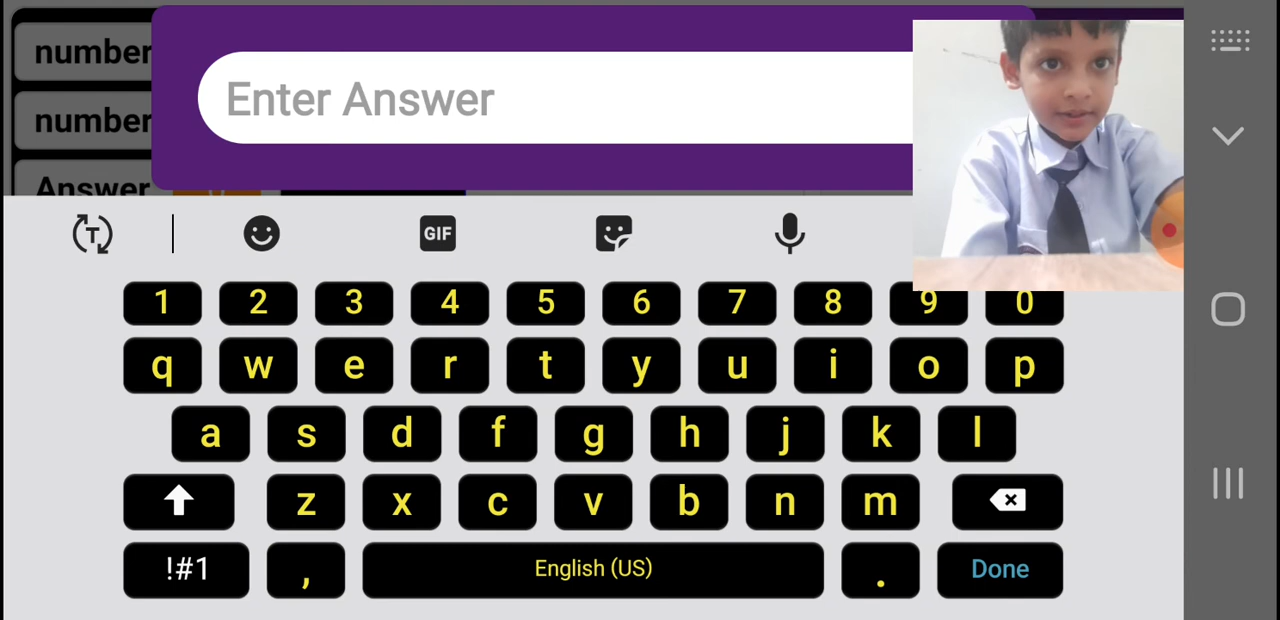 number
number
Answer
Enter Answer
GIF
1 2 3 4 5 6 7 8 9 0
q w e r t y u i o p
a s d f g h j k l
z x c v b n m
!#1 , English (US) . Done